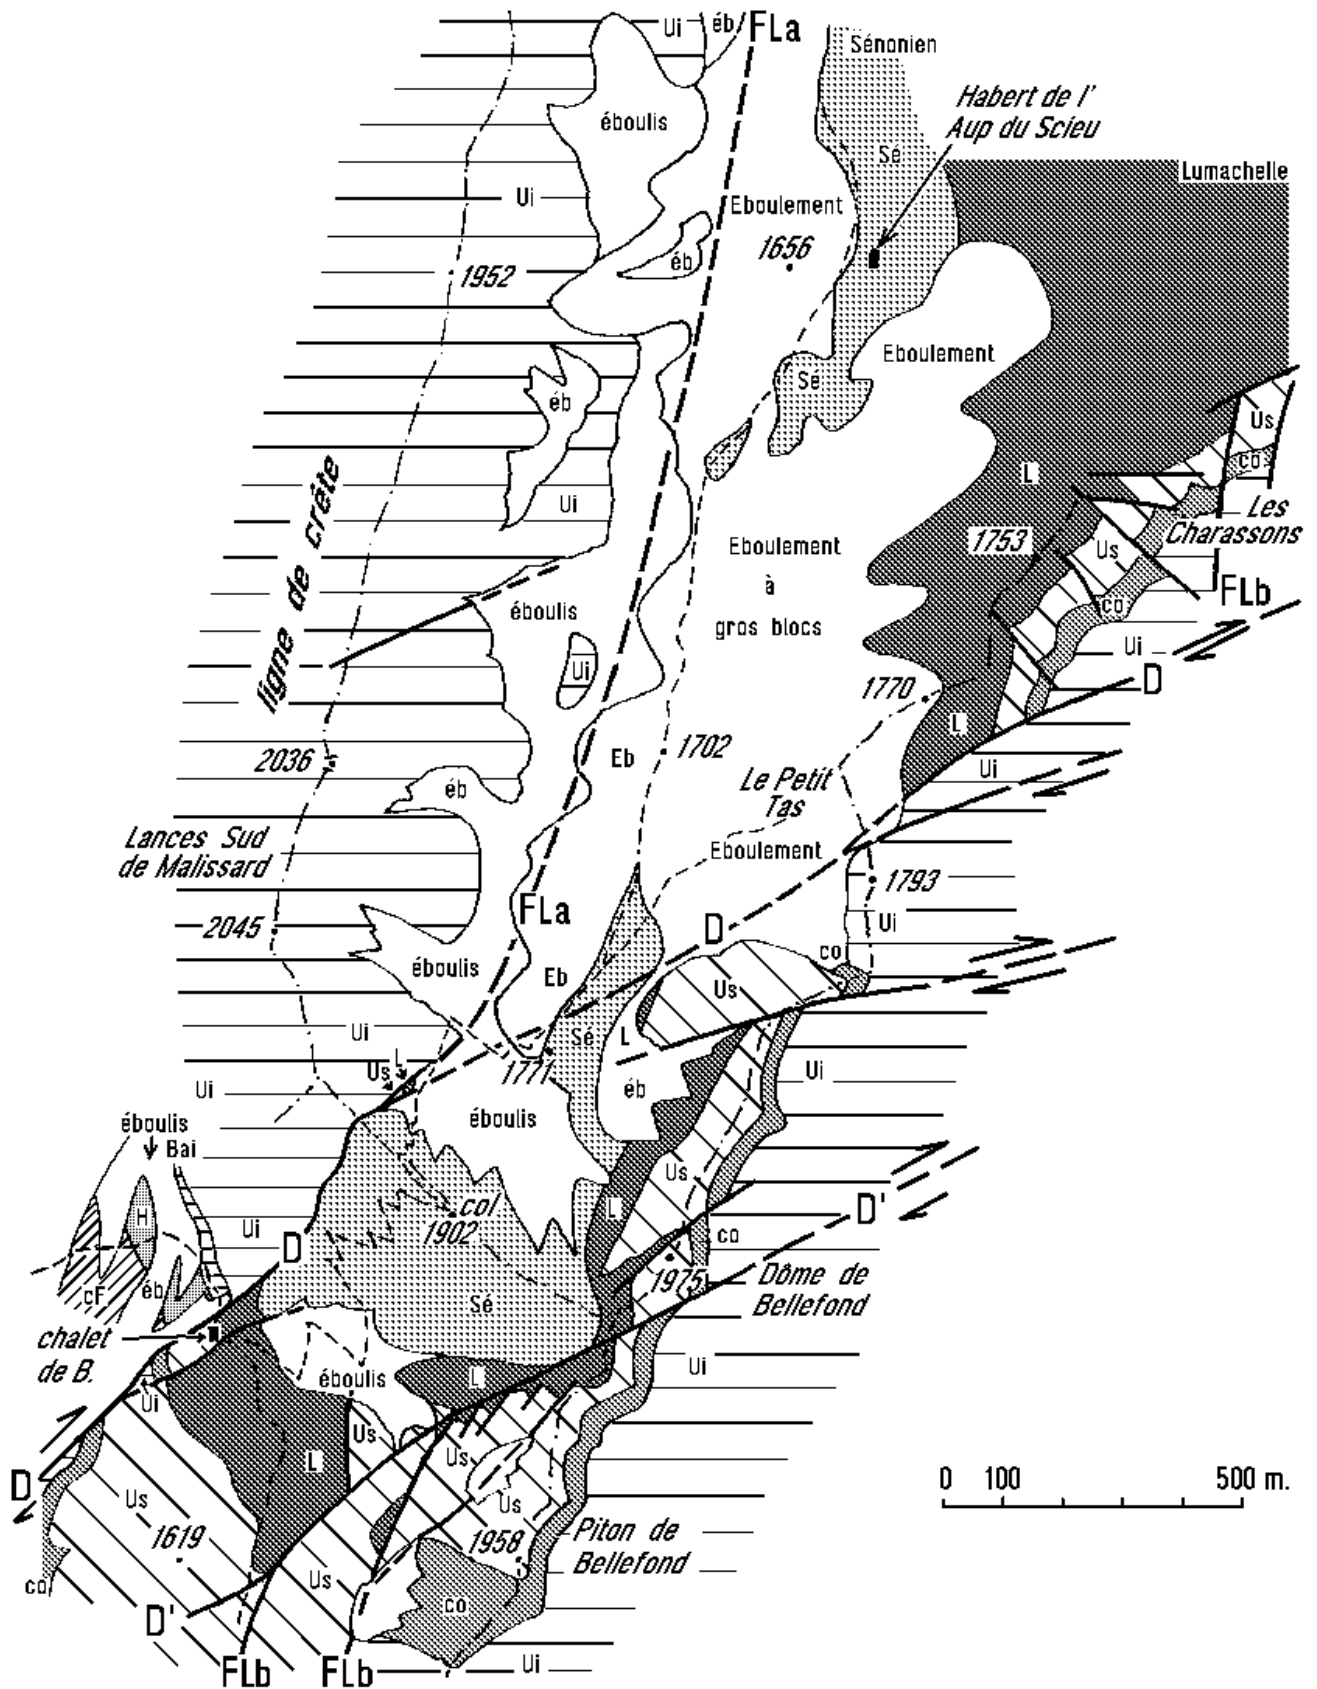 Ui
éb
FLa
Sénonien
Habert de l'
Aup du Scieu
éboulis
Sé
Lumachelle
Ui
Eboulement
1656
éb
1952
Eboulement
Sé
éb
Us
co
L
Ui
ligne de crête
Les
Charassons
1753
Eboulement
à
gros blocs
Us
FLb
co
éboulis
Ui
Ui
D
1770
L
Eb
1702
2036
Ui
éb
Le Petit
Tas
Lances Sud
de Malissard
Eboulement
1793
FLa
2045
D
Ui
co
éboulis
Eb
Us
Ui
Sé
L
L
Us
1771
Ui
Ui
éb
éboulis
éboulis
Bai
Us
col
1902
H
L
Ui
D
D'
co
1975
Dôme de
Bellefond
cF
éb
Sé
chalet
de B.
Ui
éboulis
L
Ui
Us
Us
L
D
0 100 500 m.
Us
Us
1619
1958
Piton de
Bellefond
co
Us
co
D'
FLb
FLb
Ui